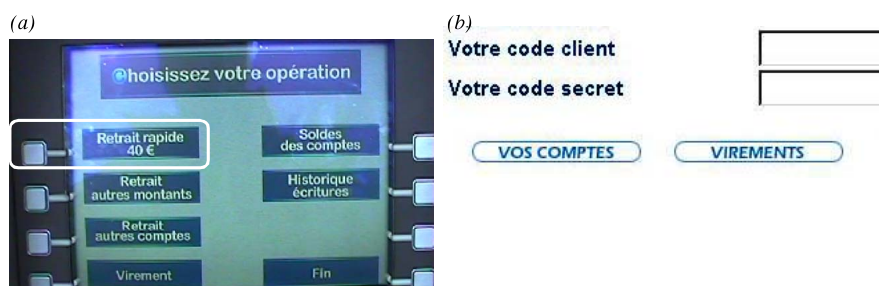 (a)
@hoisissez votre opération
Retrait rapide
40 €
Soldes
des comptes
Retrait
autres montants
Historique
écritures
Retrait
autres comptes
Virement
Fin
(b)
Votre code client
Votre code secret
VOS COMPTES
VIREMENTS